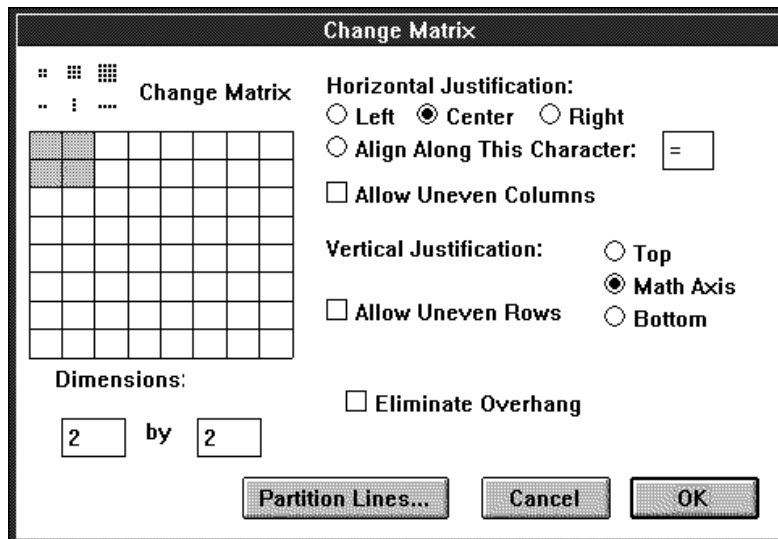 Change Matrix
Change Matrix
Horizontal Justification:
Left Center Right
Align Along This Character: =
Allow Uneven Columns
Vertical Justification:
Top
Math Axis
Allow Uneven Rows
Bottom
Dimensions:
2 by 2
Eliminate Overhang
Partition Lines... Cancel OK